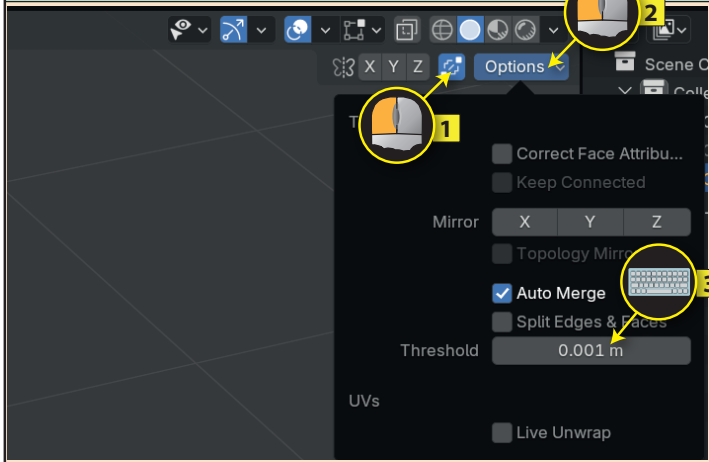 2
Scene C
X Y Z Options
Colle
1
T
Correct Face Attribu...
Keep Connected
Mirror X Y Z
Topology Mirro
3
Auto Merge
Split Edges & Faces
Threshold 0.001 m
UVs
Live Unwrap